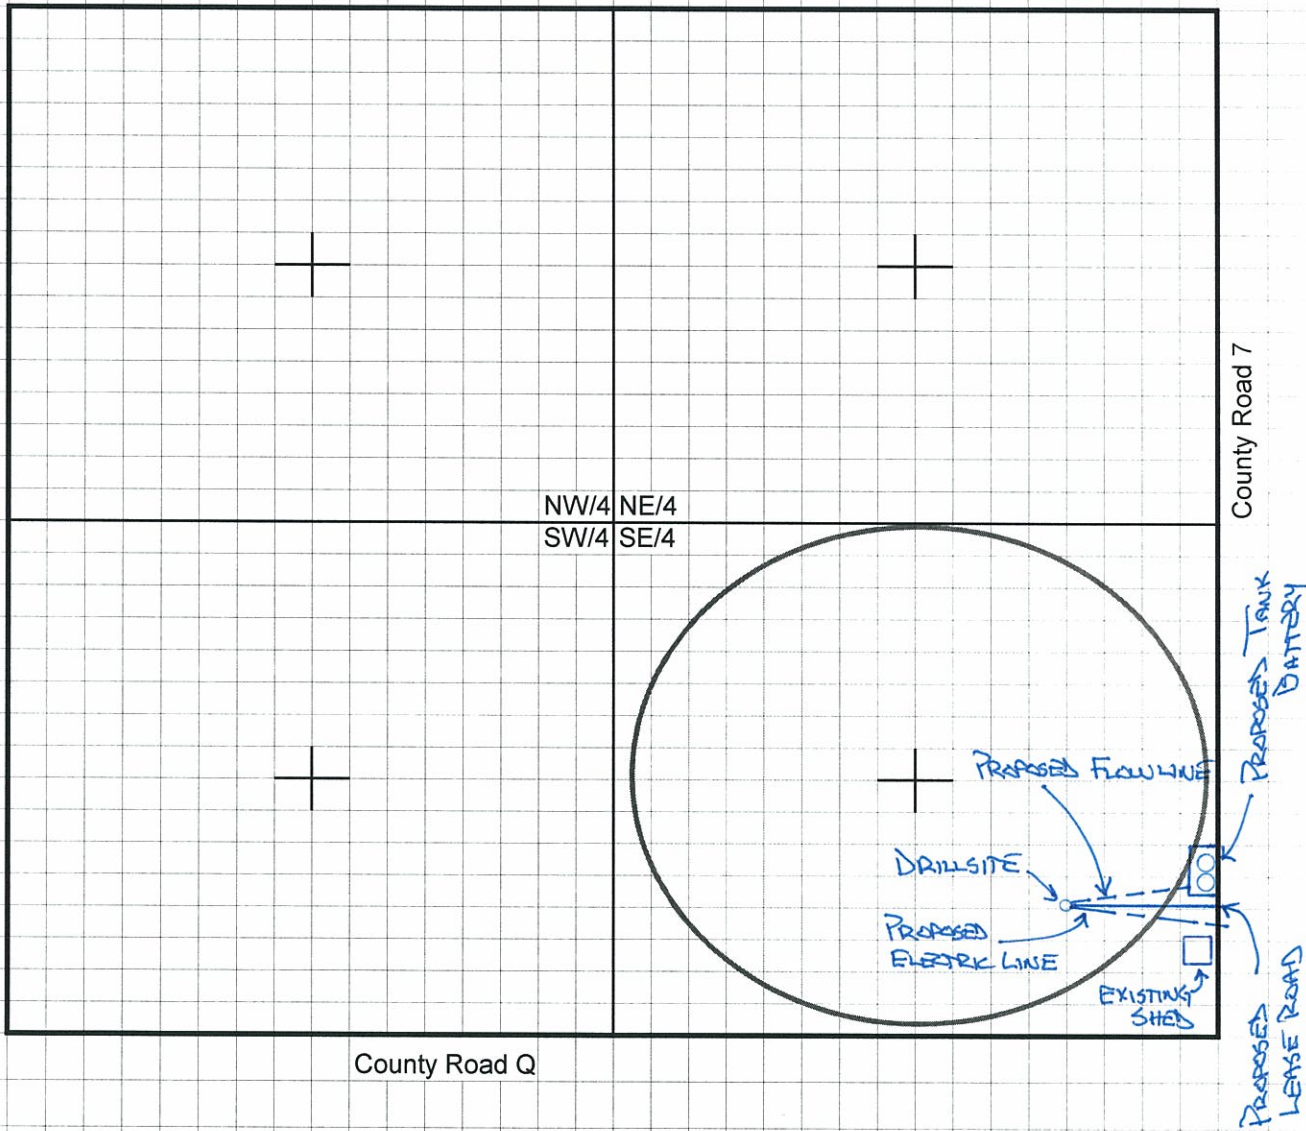 NW/4 NE/4
SW/4 SE/4
County Road 7
PROPOSED TANK
BATTERY
PROPOSED FLOWLINE
DRILLSITE
PROPOSED
ELECTRIC LINE
EXISTING
SHED
PROPOSED
LEASE ROAD
County Road Q